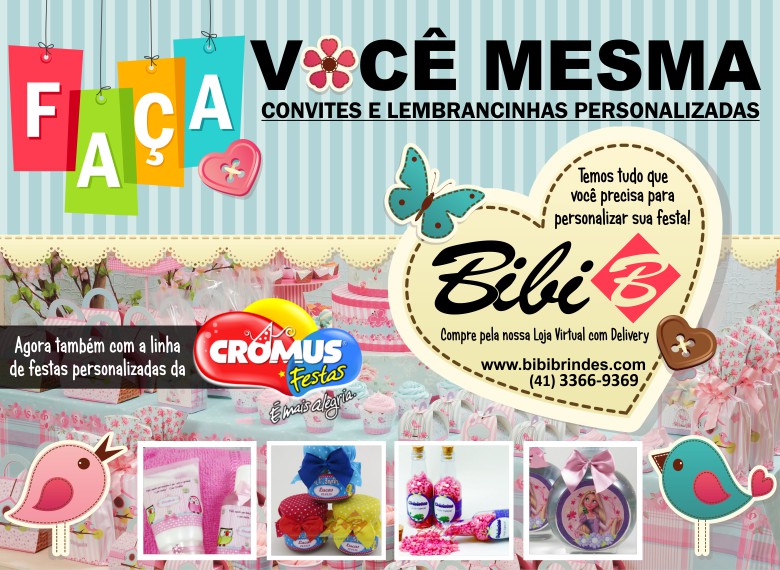 FAÇA VOCÊ MESMA
CONVITES E LEMBRANCINHAS PERSONALIZADAS
Temos tudo que
você precisa para
personalizar sua festa!
Bibi B
Compre pela nossa Loja Virtual com Delivery
www.bibibrindes.com
(41) 3366-9369
Agora também com a linha
de festas personalizadas da
CROMUS
Festas
É mais alegria.